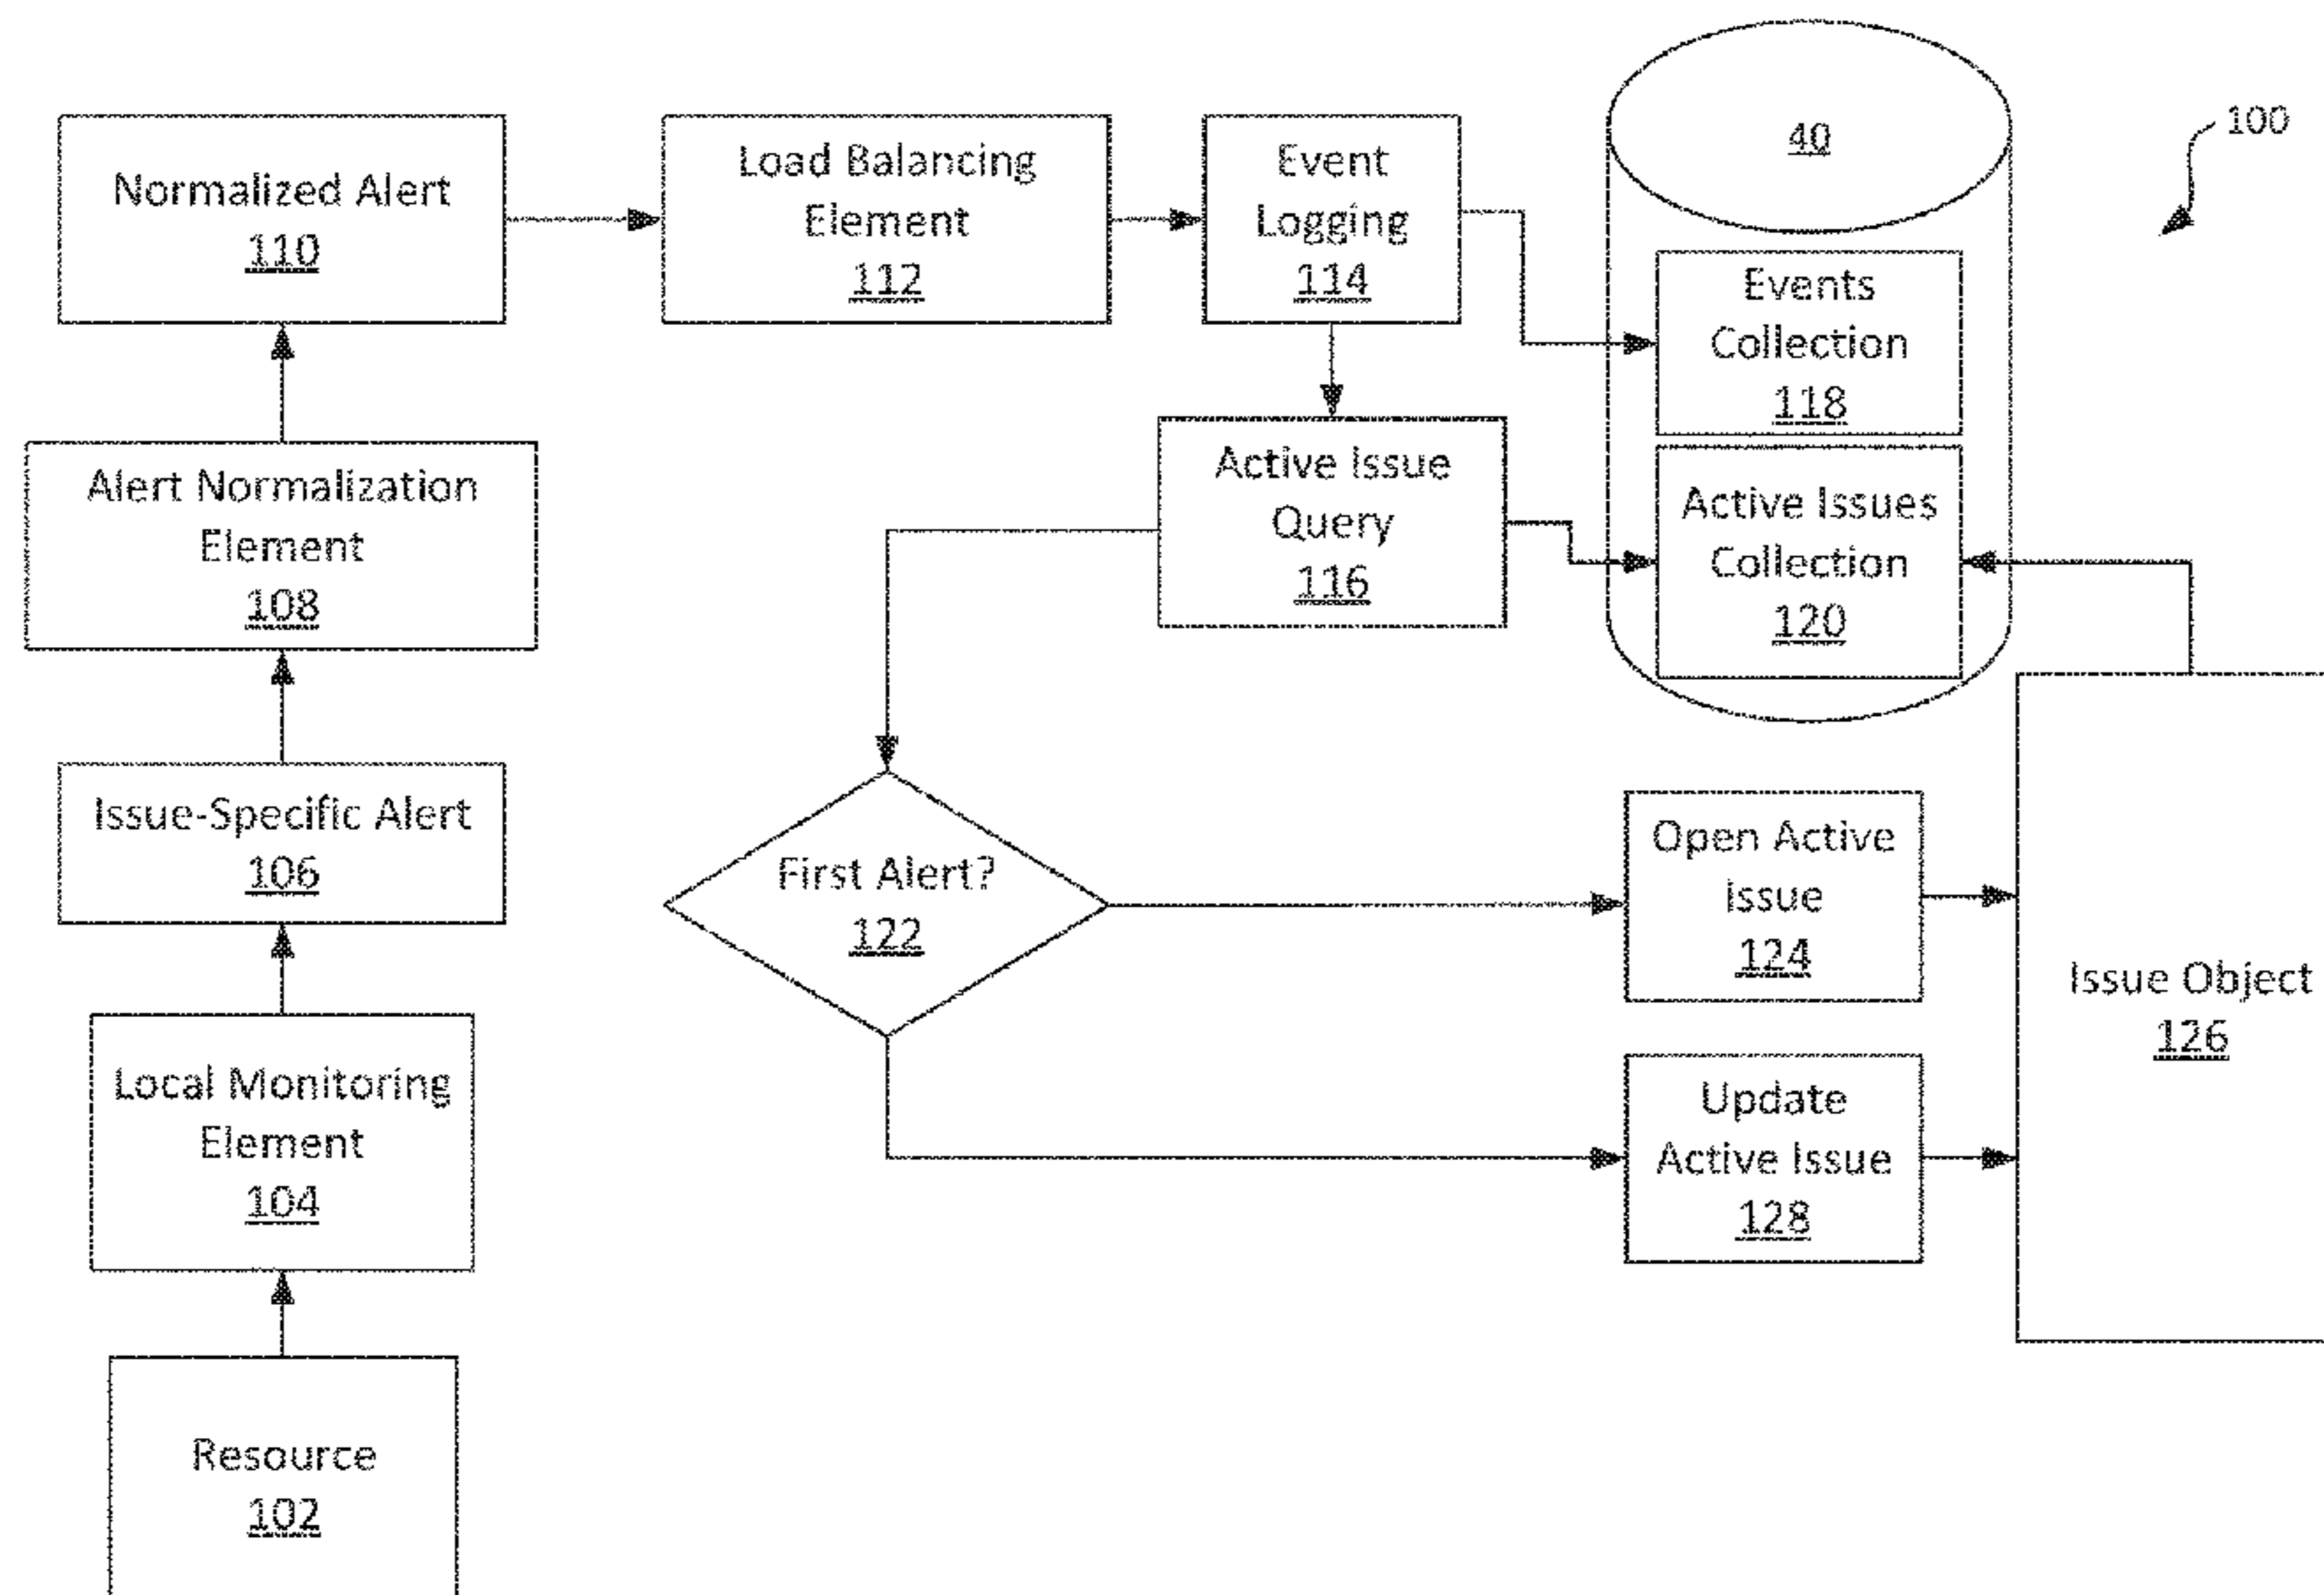 Normalized Alert
110
Load Balancing
Element
112
Event
Logging
114
40
100
Events
Collection
118
Alert Normalization
Element
108
Active Issue
Query
116
Active Issues
Collection
120
Issue-Specific Alert
106
First Alert?
122
Open Active
Issue
124
Issue Object
126
Local Monitoring
Element
104
Update
Active Issue
128
Resource
102